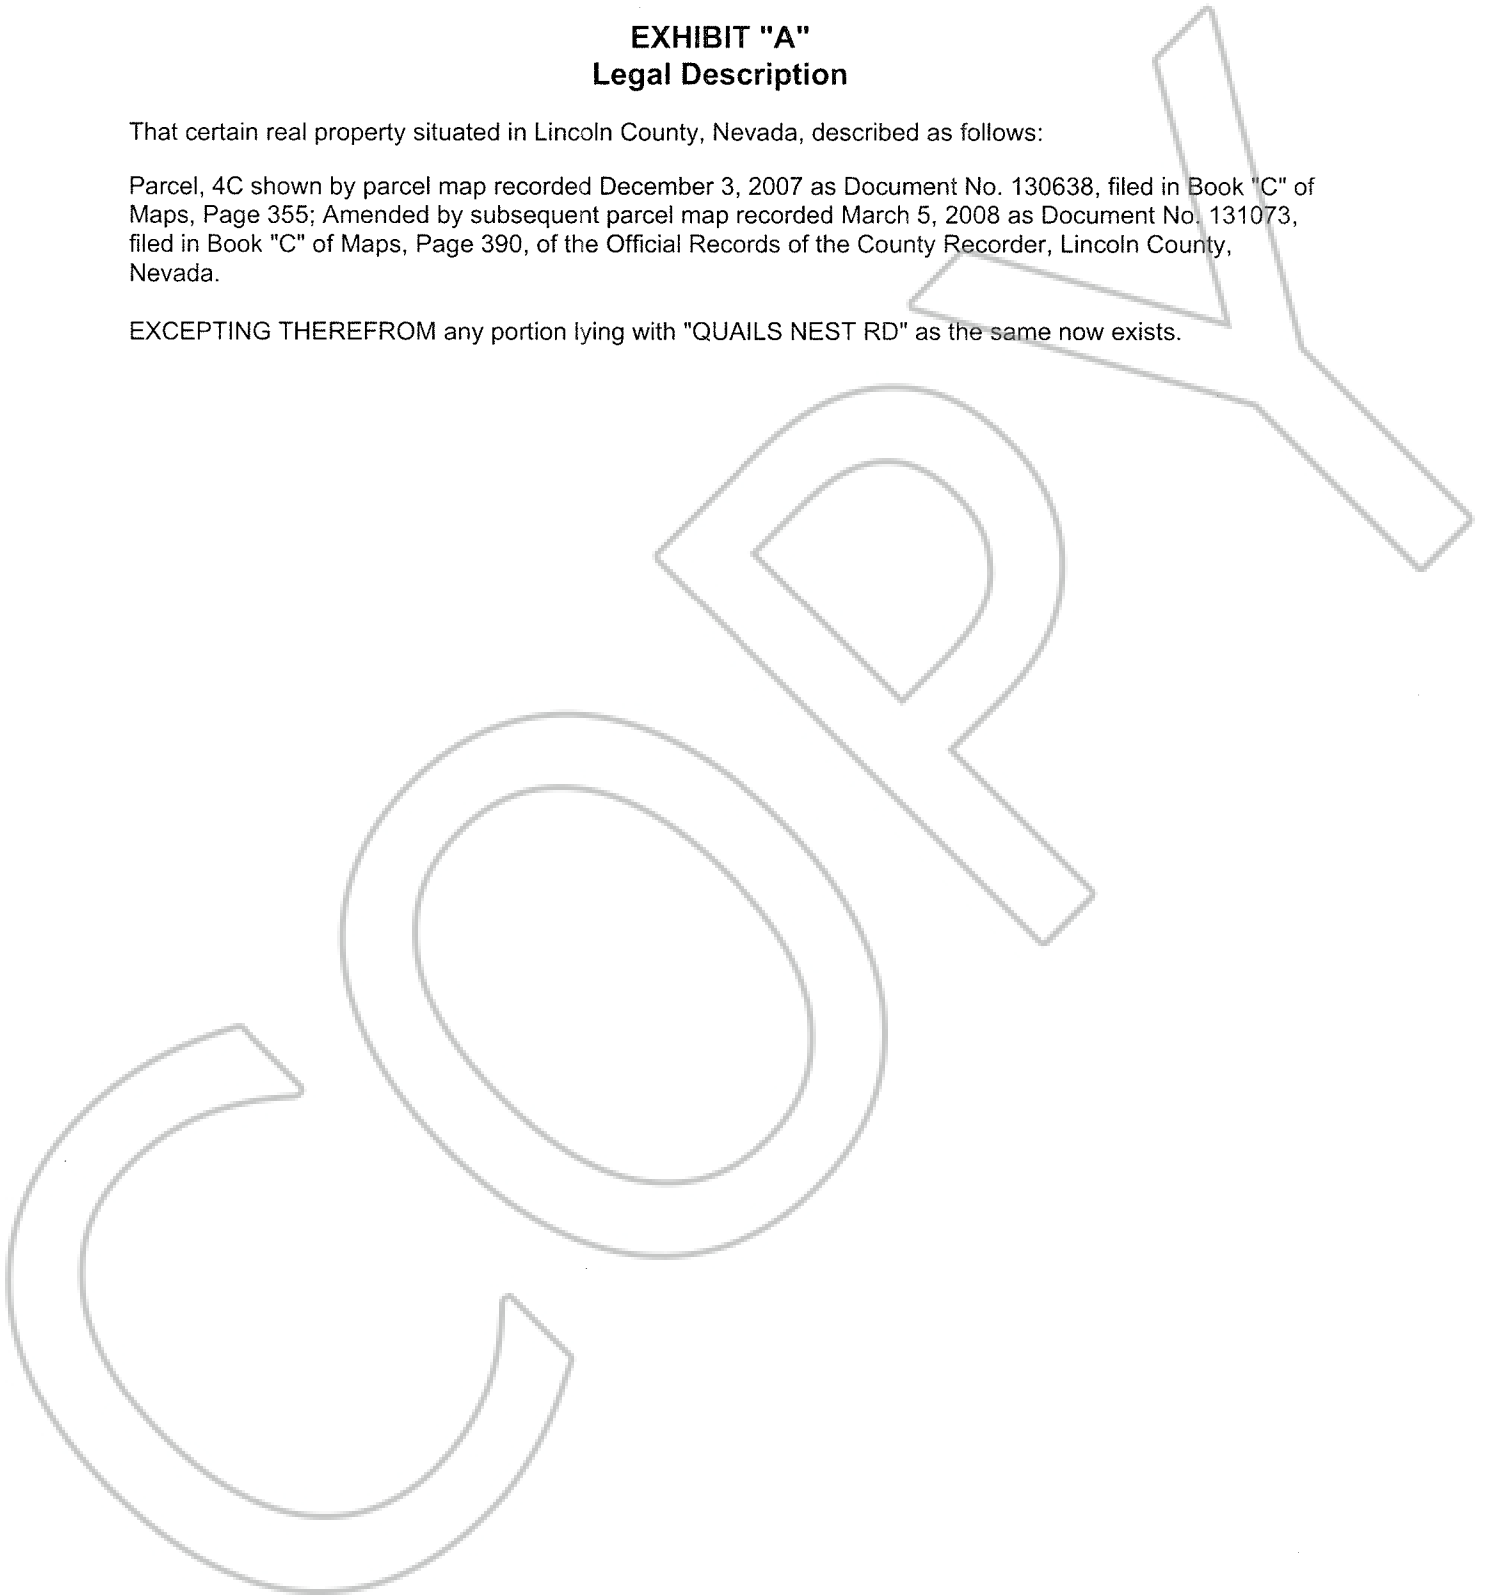 EXHIBIT "A"
Legal Description
That certain real property situated in Lincoln County, Nevada, described as follows:
Parcel, 4C shown by parcel map recorded December 3, 2007 as Document No. 130638, filed in Book "C" of
Maps, Page 355; Amended by subsequent parcel map recorded March 5, 2008 as Document No. 131073,
filed in Book "C" of Maps, Page 390, of the Official Records of the County Recorder, Lincoln County,
Nevada.
EXCEPTING THEREFROM any portion lying with "QUAILS NEST RD" as the same now exists.
COPY